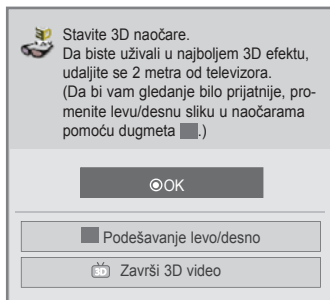 Stavite 3D naočare.
Da biste uživali u najboljem 3D efektu,
udaljite se 2 metra od televizora.
(Da bi vam gledanje bilo prijatnije, pro-
menite levu/desnu sliku u naočarama
pomoću dugmeta .)
OK
Podešavanje levo/desno
3D Završi 3D video